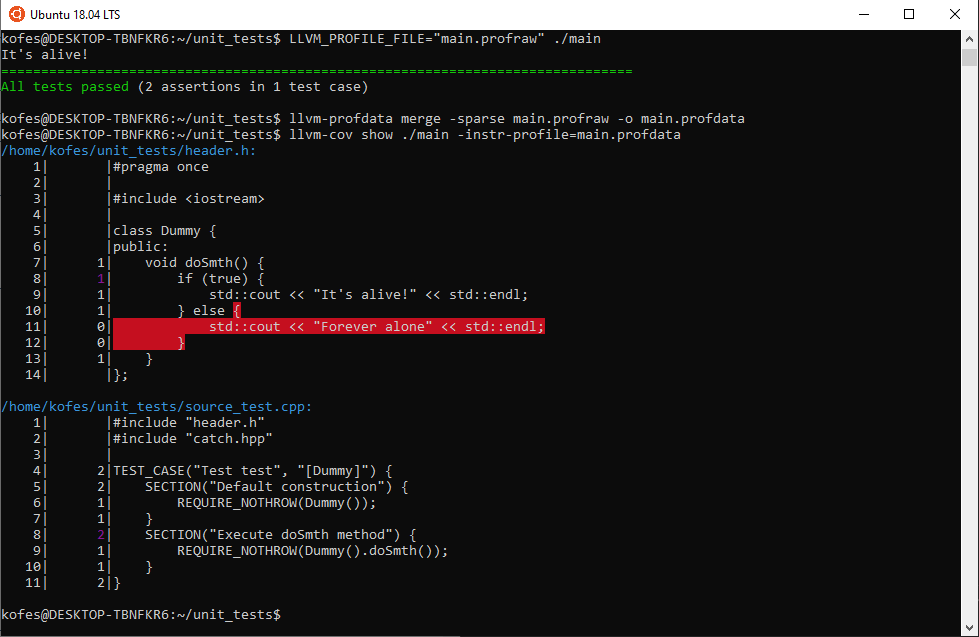 Ubuntu 18.04 LTS
kofes@DESKTOP-TBNFKR6:~/unit_tests$ LLVM_PROFILE_FILE="main.profraw" ./main
It's alive!
===============================================================================
All tests passed (2 assertions in 1 test case)
kofes@DESKTOP-TBNFKR6:~/unit_tests$ llvm-profdata merge -sparse main.profraw -o main.profdata
kofes@DESKTOP-TBNFKR6:~/unit_tests$ llvm-cov show ./main -instr-profile=main.profdata
/home/kofes/unit_tests/header.h:
    1|       |#pragma once
    2|       |
    3|       |#include <iostream>
    4|       |
    5|       |class Dummy {
    6|       |public:
    7|      1|    void doSmth() {
    8|      1|        if (true) {
    9|      1|            std::cout << "It's alive!" << std::endl;
   10|      1|        } else {
   11|      0|            std::cout << "Forever alone" << std::endl;
   12|      0|        }
   13|      1|    }
   14|       |};
/home/kofes/unit_tests/source_test.cpp:
    1|       |#include "header.h"
    2|       |#include "catch.hpp"
    3|       |
    4|      2|TEST_CASE("Test test", "[Dummy]") {
    5|      2|    SECTION("Default construction") {
    6|      1|        REQUIRE_NOTHROW(Dummy());
    7|      1|    }
    8|      2|    SECTION("Execute doSmth method") {
    9|      1|        REQUIRE_NOTHROW(Dummy().doSmth());
   10|      1|    }
   11|      2|}
kofes@DESKTOP-TBNFKR6:~/unit_tests$